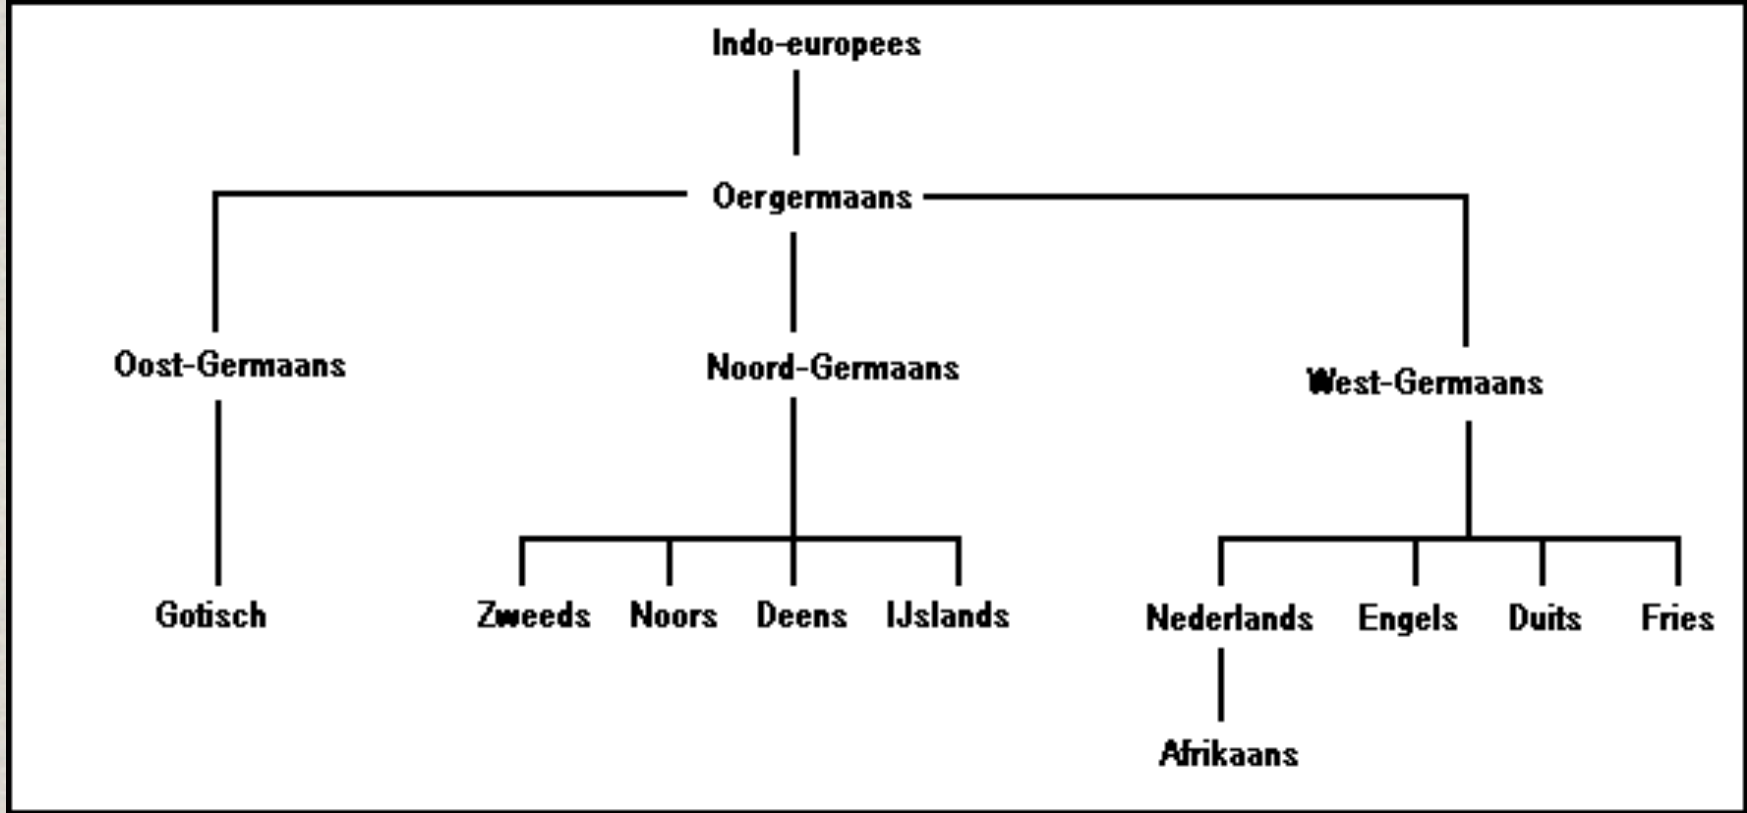 Indo-europees
Oergermaans
Oost-Germaans Noord-Germaans West-Germaans
Gotisch Zweeds Noors Deens IJslands Nederlands Engels Duits Fries
Afrikaans